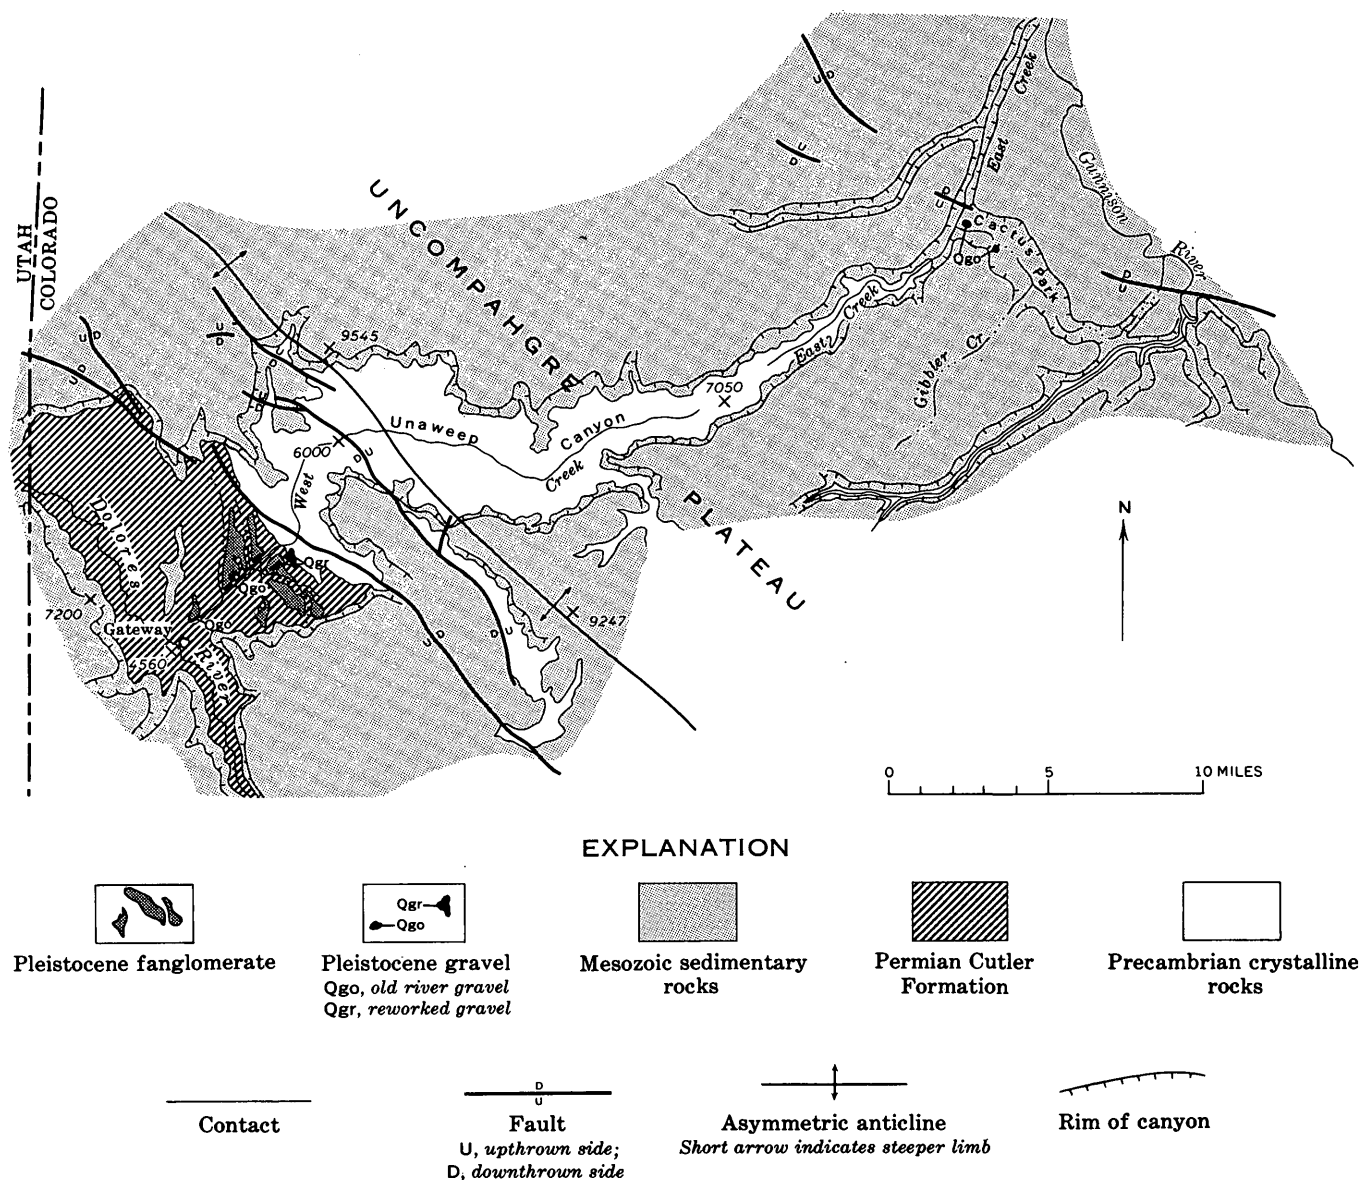 UTAH
COLORADO
UNCOMPAHGRE
PLATEAU
East
Creek
Gunnison
River
Cactus Park
Qgo
Gibbler Cr
East Creek
7050
9545
Unaweep
Canyon
6000
West
Creek
Dolores
River
Qgr
Qgo
Qgo
7200
Gateway
4560
9247
U D
U
D
D
U
D
U
U D
U D
U
D
D
U
D
D U
D U
U D
N
0 5 10 MILES
EXPLANATION
Qgr
Qgo
Pleistocene fanglomerate
Pleistocene gravel
Qgo, old river gravel
Qgr, reworked gravel
Mesozoic sedimentary
rocks
Permian Cutler
Formation
Precambrian crystalline
rocks
Contact
D
U
Fault
U, upthrown side;
D, downthrown side
Asymmetric anticline
Short arrow indicates steeper limb
Rim of canyon